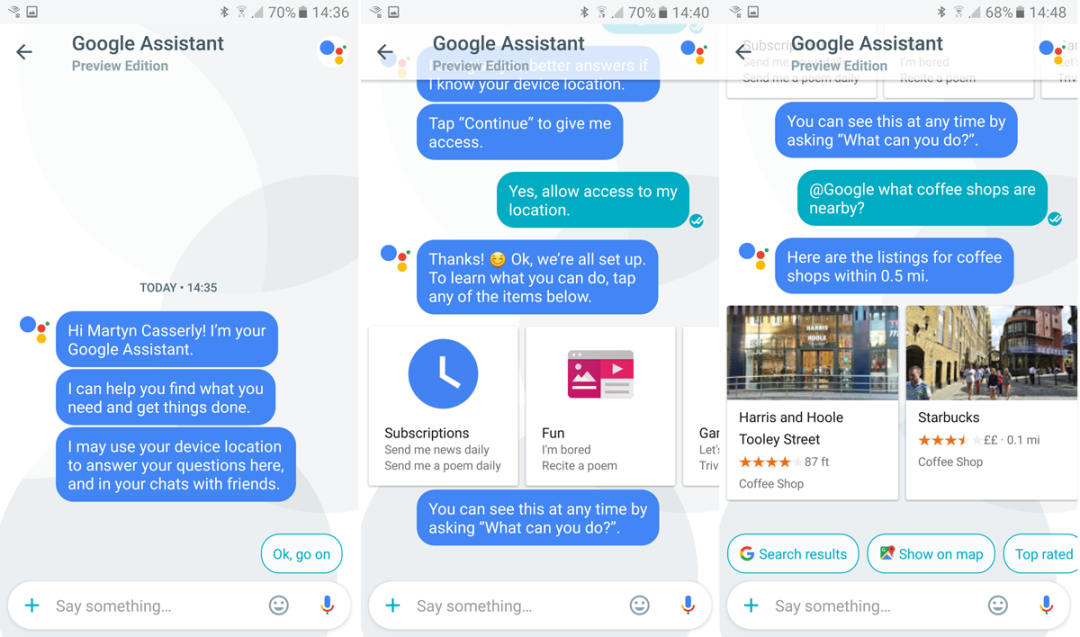 70% 14:36
Google Assistant
Preview Edition
TODAY • 14:35
Hi Martyn Casserly! I'm your
Google Assistant.
I can help you find what you
need and get things done.
I may use your device location
to answer your questions here,
and in your chats with friends.
Ok, go on
Say something...
70% 14:40
Google Assistant
Preview Edition
better answers if
I know your device location.
Tap “Continue” to give me
access.
Yes, allow access to my
location.
Thanks! 😊 Ok, we're all set up.
To learn what you can do, tap
any of the items below.
Subscriptions
Send me news daily
Send me a poem daily
Fun
I'm bored
Recite a poem
Let's
Triv
You can see this at any time by
asking “What can you do?”.
Say something...
68% 14:48
Google Assistant
Preview Edition
Subscrip
Send me a poem daily
I'm bored
Recite a poem
You can see this at any time by
asking “What can you do?”.
@Google what coffee shops are
nearby?
Here are the listings for coffee
shops within 0.5 mi.
HARRIS
HOOLE
Harris and Hoole
Tooley Street
87 ft
Coffee Shop
Starbucks
££ · 0.1 mi
Coffee Shop
Search results
Show on map
Top rated
Say something...